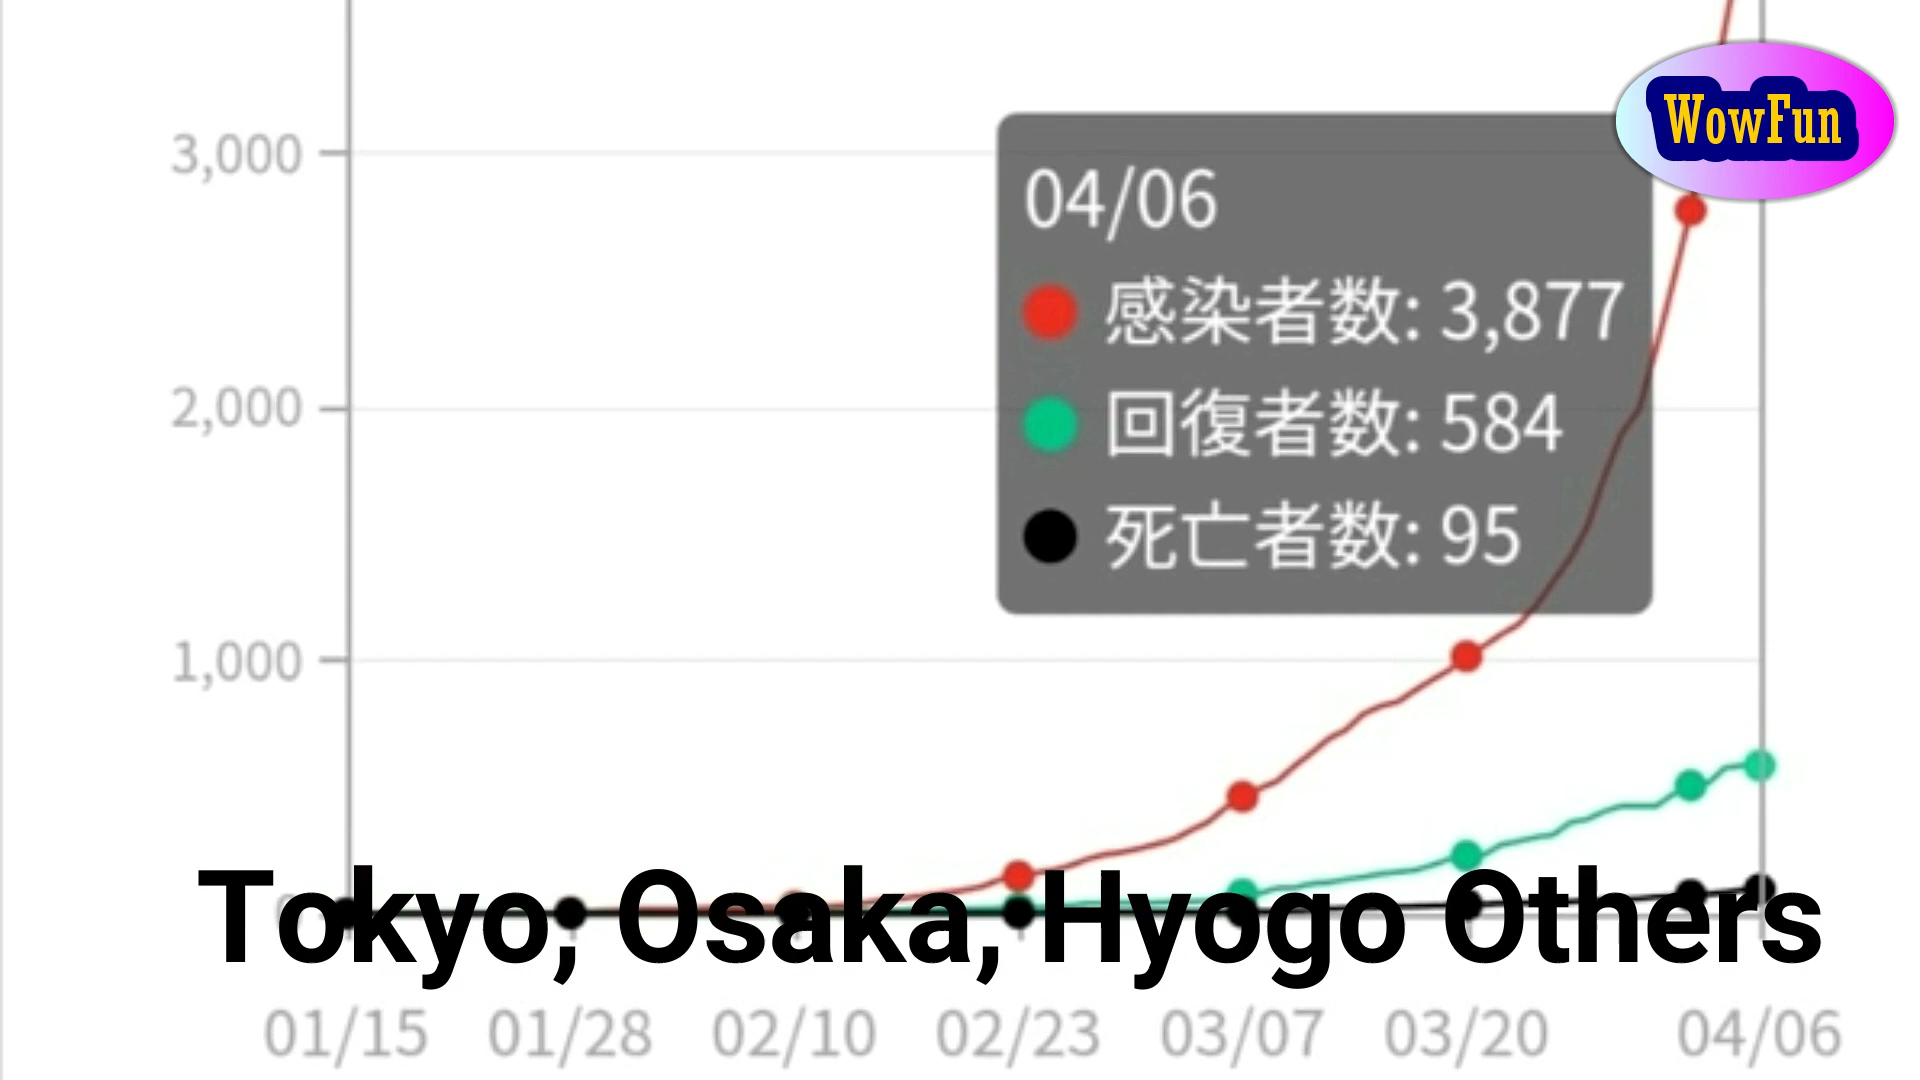 WowFun
3,000
04/06
感染者数: 3,877
2,000
回復者数: 584
死亡者数: 95
1,000
Tokyo, Osaka, Hyogo Others
01/15 01/28 02/10 02/23 03/07 03/20 04/06